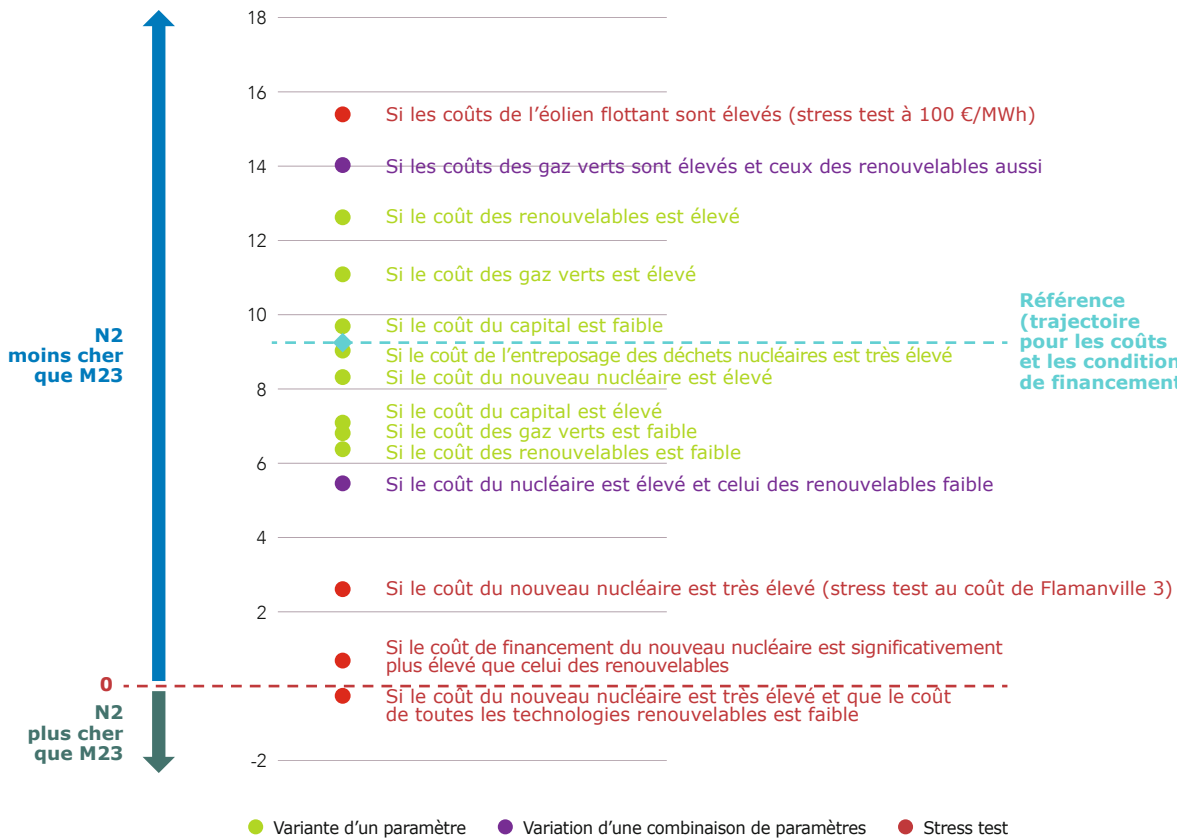 18
16
Si les coûts de l’éolien flottant sont élevés (stress test à 100 €/MWh)
14
Si les coûts des gaz verts sont élevés et ceux des renouvelables aussi
Si le coût des renouvelables est élevé
12
Si le coût des gaz verts est élevé
10
Si le coût du capital est faible
N2
moins cher
que M23
Référence
(trajectoire
pour les coûts
et les condition
de financement
Si le coût de l’entreposage des déchets nucléaires est très élevé
Si le coût du nouveau nucléaire est élevé
8
Si le coût du capital est élevé
Si le coût des gaz verts est faible
Si le coût des renouvelables est faible
6
Si le coût du nucléaire est élevé et celui des renouvelables faible
4
Si le coût du nouveau nucléaire est très élevé (stress test au coût de Flamanville 3)
2
Si le coût de financement du nouveau nucléaire est significativement
plus élevé que celui des renouvelables
0
Si le coût du nouveau nucléaire est très élevé et que le coût
de toutes les technologies renouvelables est faible
N2
plus cher
que M23
-2
Variante d’un paramètre
Variation d’une combinaison de paramètres
Stress test